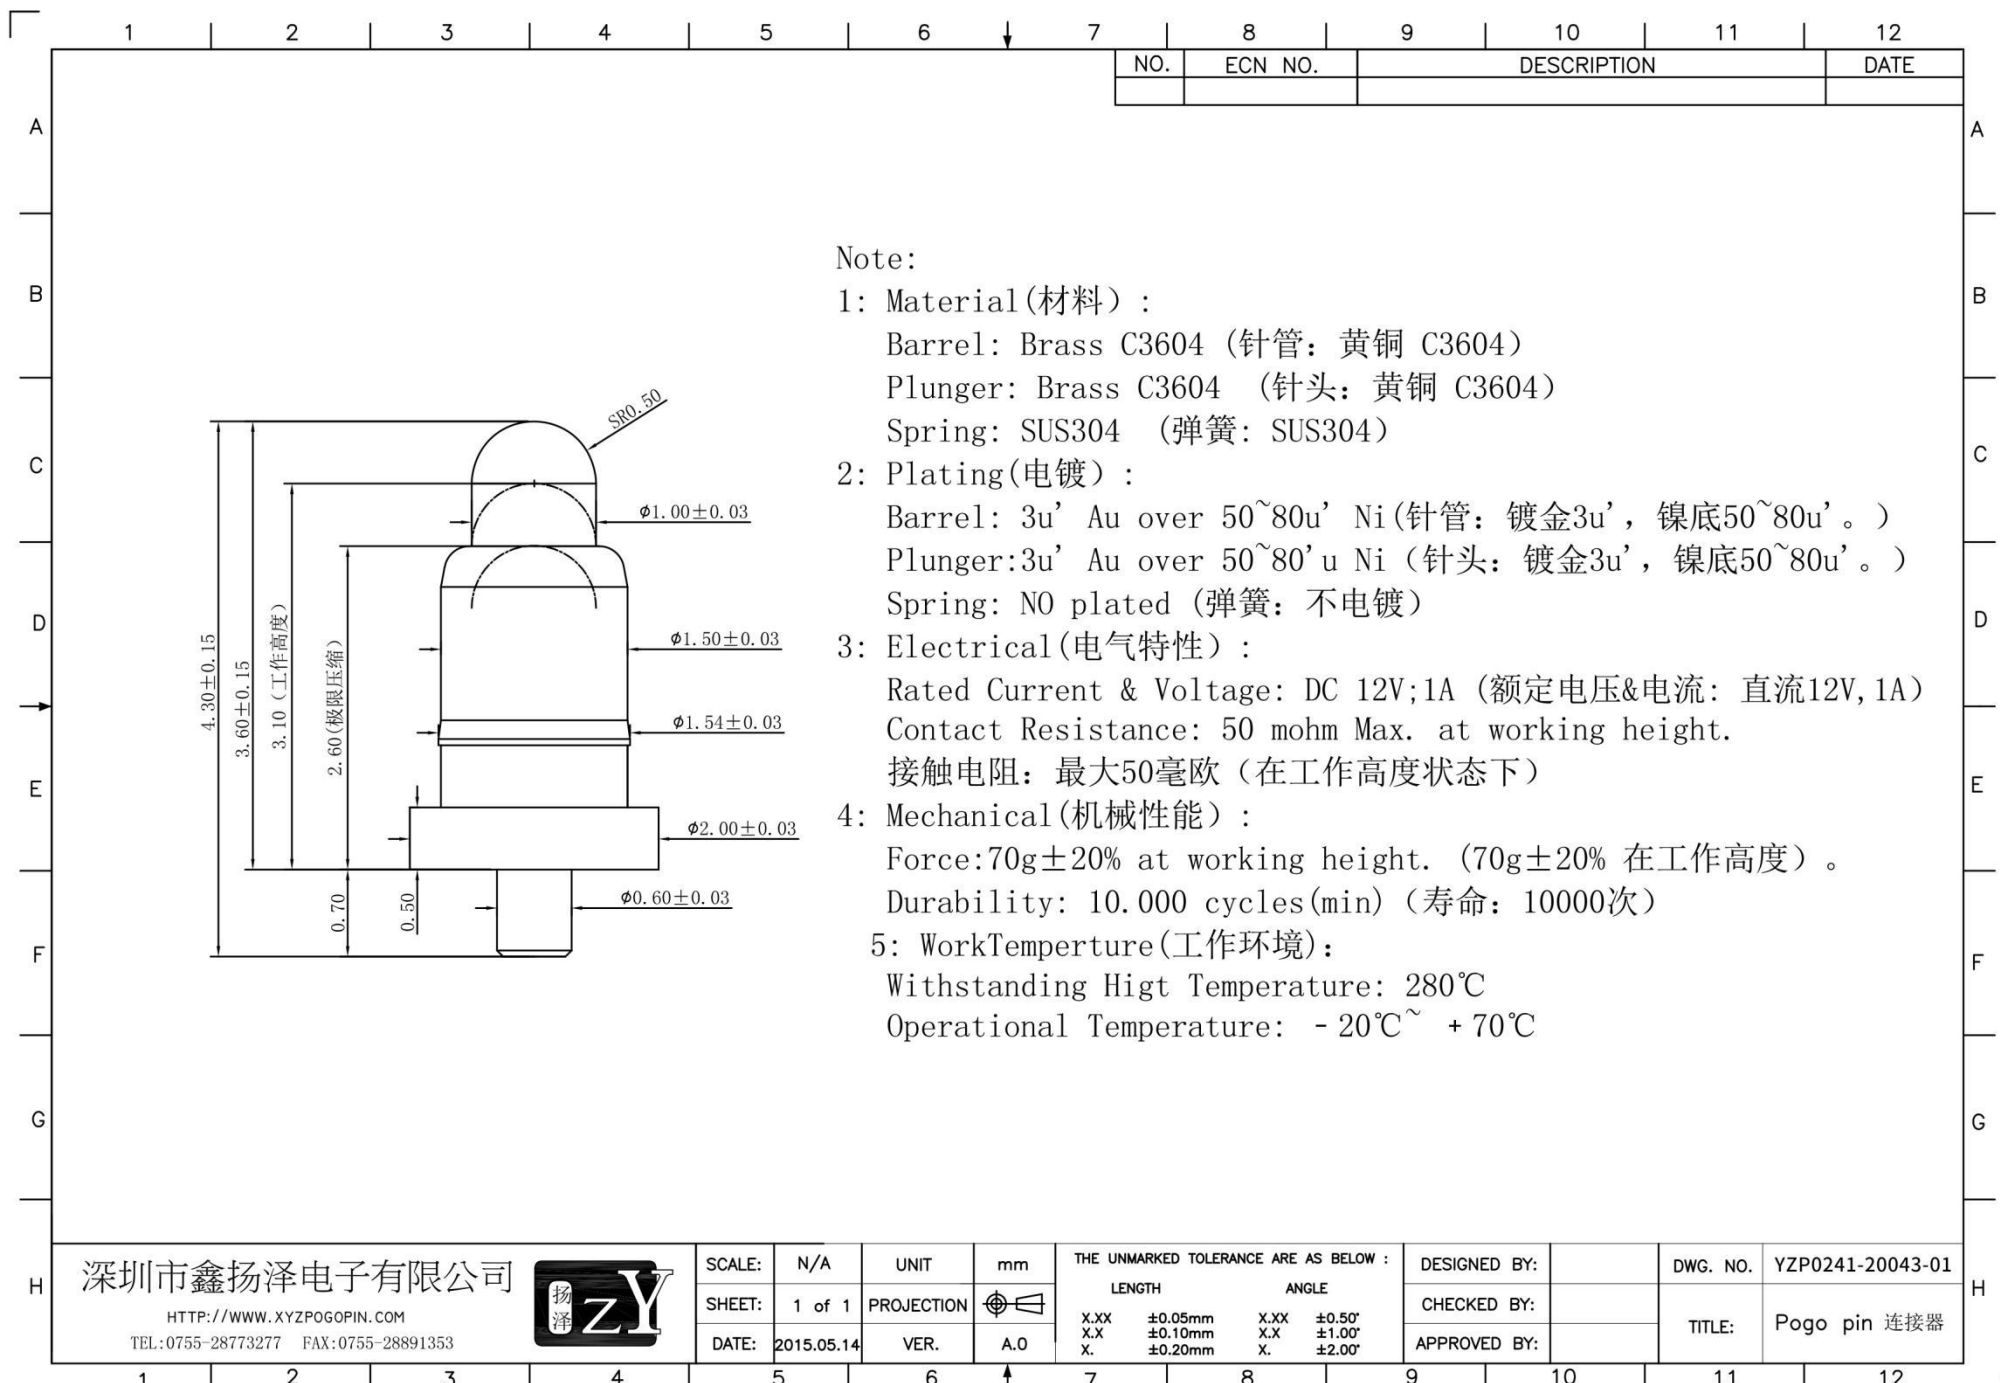 1 2 3 4 5 6 7 8 9 10 11 12
NO. ECN NO. DESCRIPTION DATE
A A
B B
C C
D D
E E
F F
G G
H H
SR0.50
ϕ1.00±0.03
ϕ1.50±0.03
ϕ1.54±0.03
ϕ2.00±0.03
ϕ0.60±0.03
4.30±0.15
3.60±0.15
3.10(工作高度)
2.60(极限压缩)
0.70
0.50
Note:
1: Material(材料）:
Barrel: Brass C3604 (针管: 黄铜 C3604）
Plunger: Brass C3604 (针头: 黄铜 C3604）
Spring: SUS304 (弹簧: SUS304）
2: Plating(电镀）:
Barrel: 3u' Au over 50~80u' Ni(针管: 镀金3u', 镍底50~80u'。)
Plunger:3u' Au over 50~80'u Ni (针头: 镀金3u', 镍底50~80u'。)
Spring: NO plated (弹簧: 不电镀）
3: Electrical(电气特性）:
Rated Current & Voltage: DC 12V;1A (额定电压&电流: 直流12V,1A）
Contact Resistance: 50 mohm Max. at working height.
接触电阻: 最大50毫欧（在工作高度状态下）
4: Mechanical(机械性能）:
Force:70g±20% at working height. (70g±20% 在工作高度）。
Durability: 10.000 cycles(min)（寿命: 10000次）
5: WorkTemperture(工作环境):
Withstanding Higt Temperature: 280℃
Operational Temperature: -20℃~ +70℃
深圳市鑫扬泽电子有限公司
HTTP://WWW.XYZPOGOPIN.COM
TEL:0755-28773277 FAX:0755-28891353
扬泽 ZY
SCALE: N/A UNIT mm
SHEET: 1 of 1 PROJECTION
DATE: 2015.05.14 VER. A.0
THE UNMARKED TOLERANCE ARE AS BELOW :
LENGTH ANGLE
X.XX ±0.05mm X.XX ±0.50°
X.X ±0.10mm X.X ±1.00°
X. ±0.20mm X. ±2.00°
DESIGNED BY:
CHECKED BY:
APPROVED BY:
DWG. NO. YZP0241-20043-01
TITLE: Pogo pin 连接器
1 2 3 4 5 6 7 8 9 10 11 12